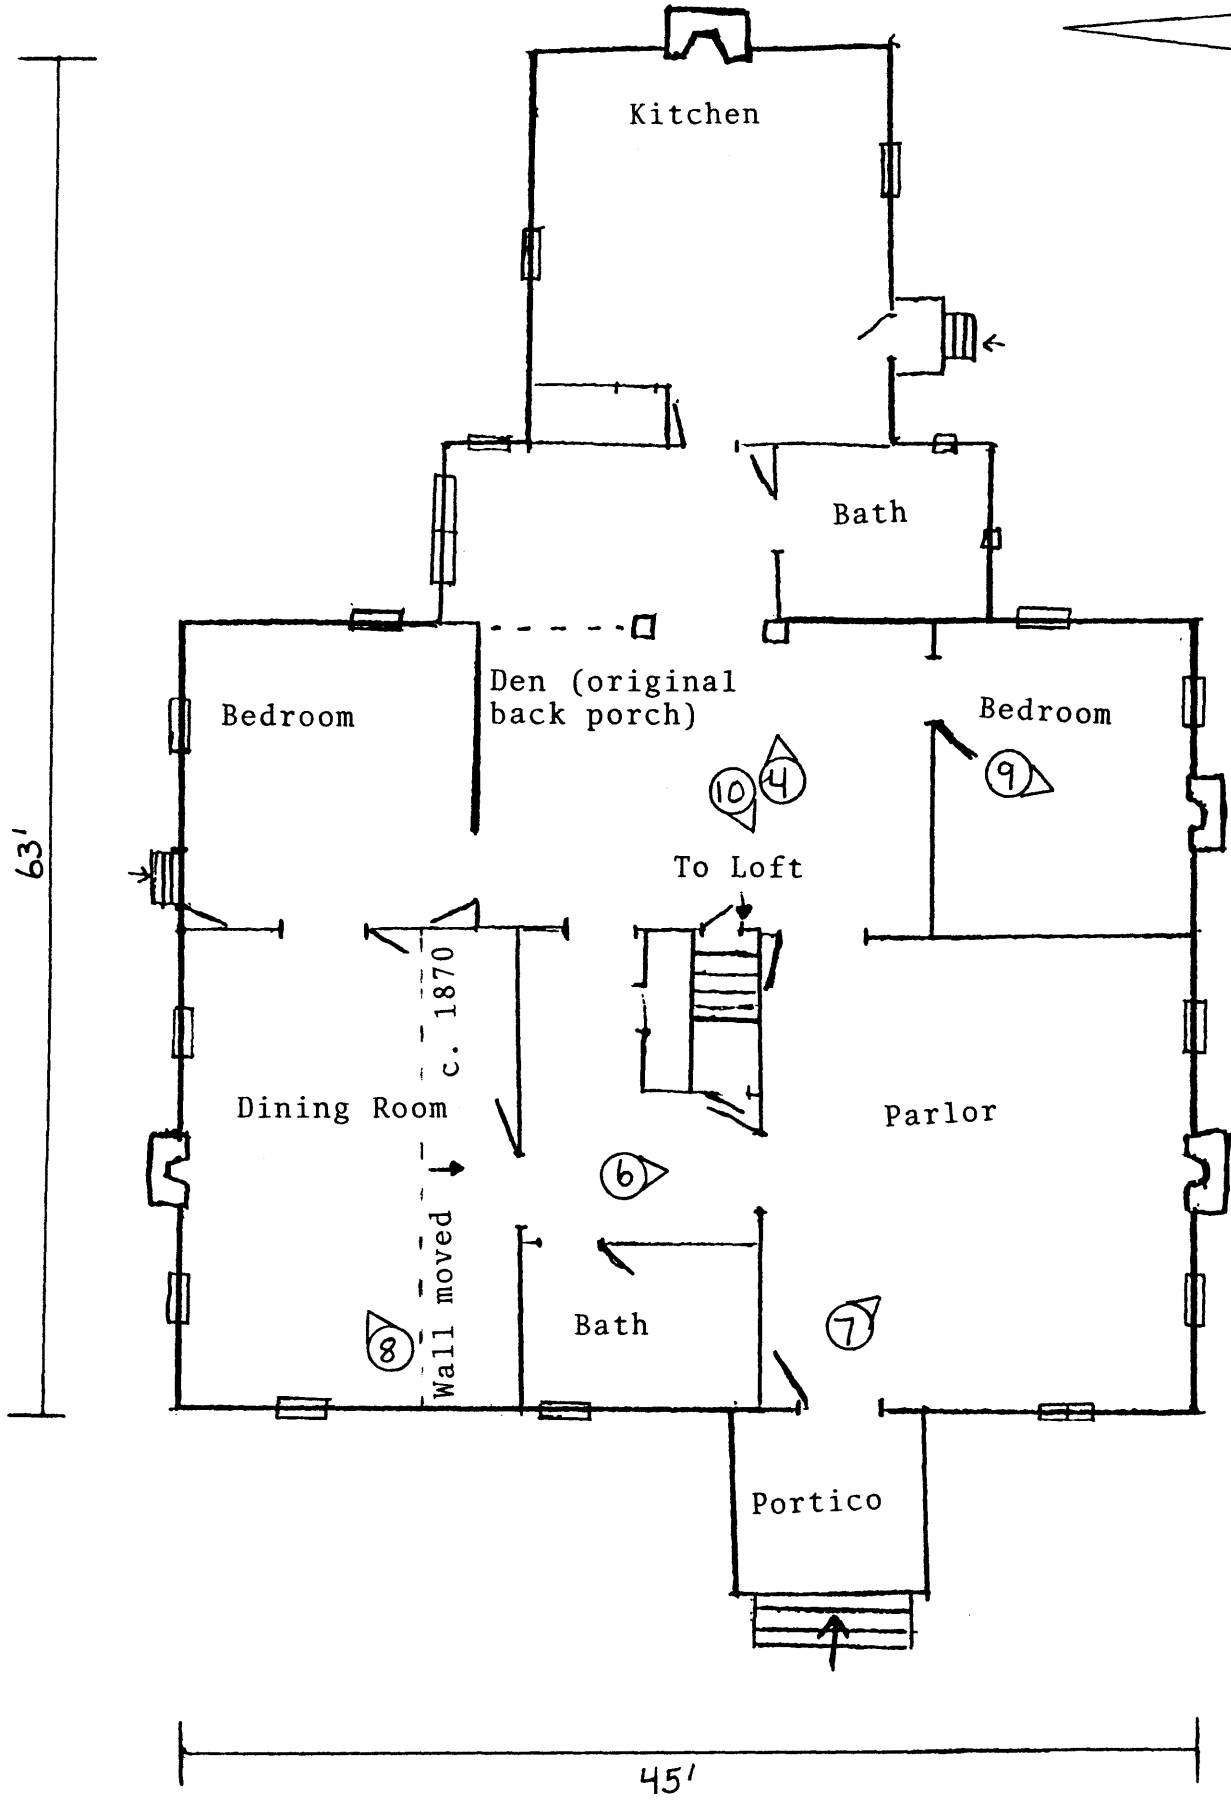 Kitchen
Bath
Den (original
back porch)
Bedroom
Bedroom
9
10
4
63'
To Loft
Wall moved → c. 1870
Dining Room
Parlor
6
7
8
Bath
Portico
45'